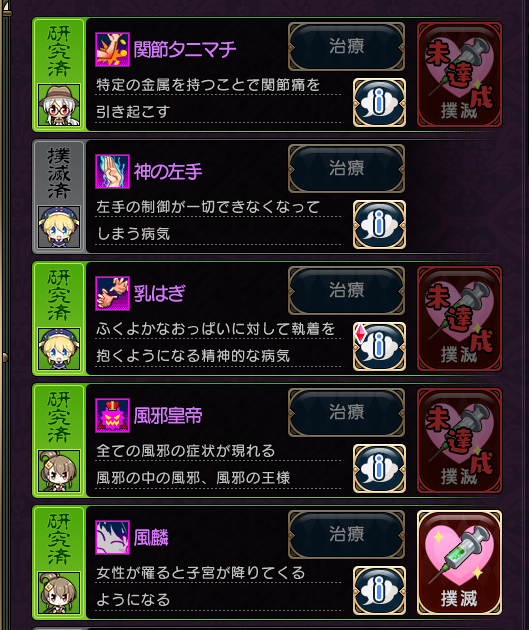 研究済
関節タニマチ
治療
特定の金属を持つことで関節痛を
引き起こす
未達成
撲滅
撲滅済
神の左手
治療
左手の制御が一切できなくなって
しまう病気
研究済
乳はぎ
治療
ふくよかなおっぱいに対して執着を
抱くようになる精神的な病気
未達成
撲滅
研究済
風邪皇帝
治療
全ての風邪の症状が現れる
風邪の中の風邪、風邪の王様
未達成
撲滅
研究済
風麟
治療
女性が罹ると子宮が降りてくる
ようになる
撲滅